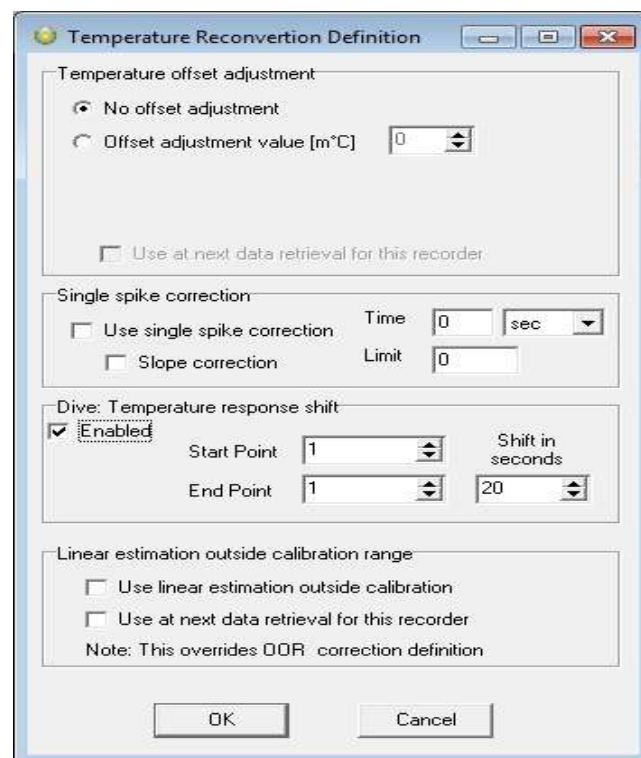 Temperature Reconvertion Definition
Temperature offset adjustment
No offset adjustment
Offset adjustment value [m°C] 0
Use at next data retrieval for this recorder
Single spike correction
Use single spike correction Time 0 sec
Slope correction Limit 0
Dive: Temperature response shift
Enabled
Start Point 1 Shift in seconds
End Point 1 20
Linear estimation outside calibration range
Use linear estimation outside calibration
Use at next data retrieval for this recorder
Note: This overrides OOR correction definition
OK Cancel